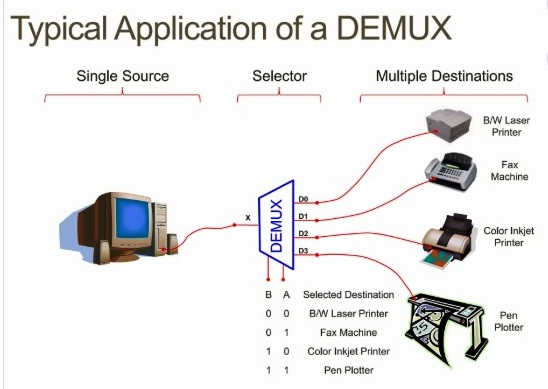 Typical Application of a DEMUX
Single Source
Selector
Multiple Destinations
B/W Laser
Printer
Fax
Machine
Color Inkjet
Printer
Pen
Plotter
X
DEMUX
D0
D1
D2
D3
B A Selected Destination
0 0 B/W Laser Printer
0 1 Fax Machine
1 0 Color Inkjet Printer
1 1 Pen Plotter